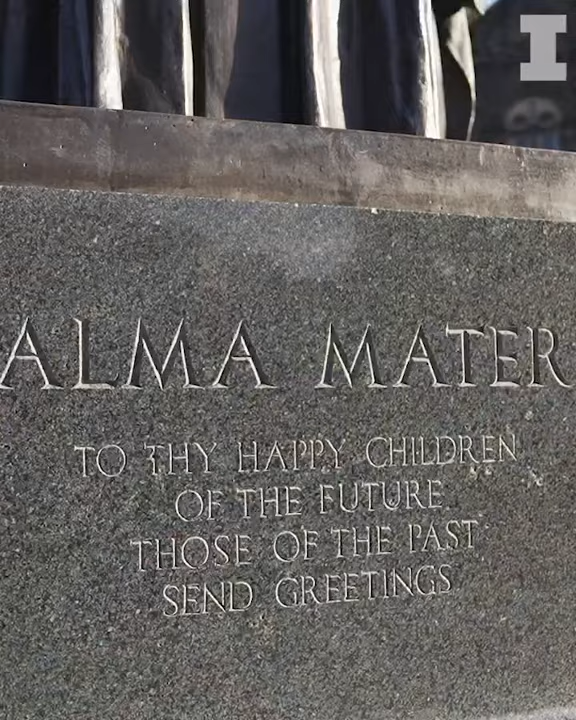 I
ALMA MATER
TO THY HAPPY CHILDREN
OF THE FUTURE
THOSE OF THE PAST
SEND GREETINGS